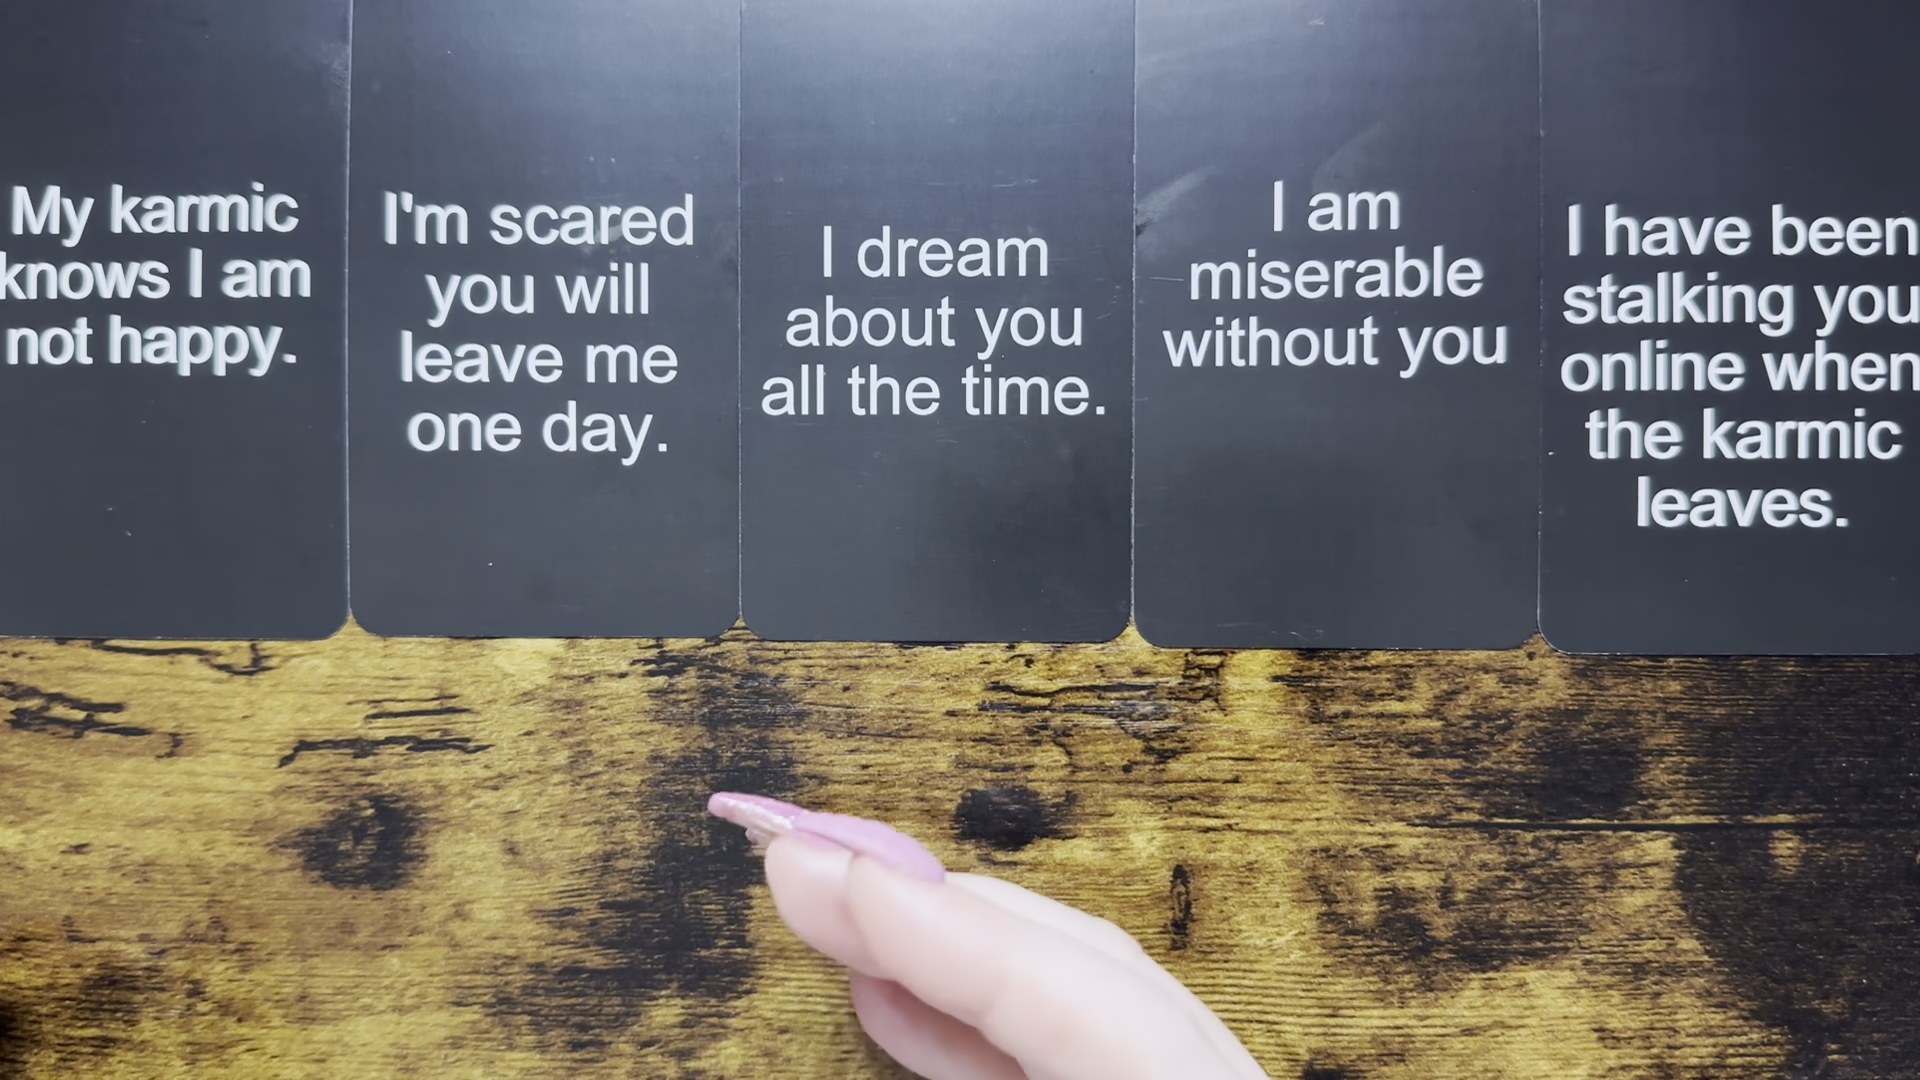 My karmic
knows I am
not happy.
I'm scared
you will
leave me
one day.
I dream
about you
all the time.
I am
miserable
without you
I have been
stalking you
online when
the karmic
leaves.